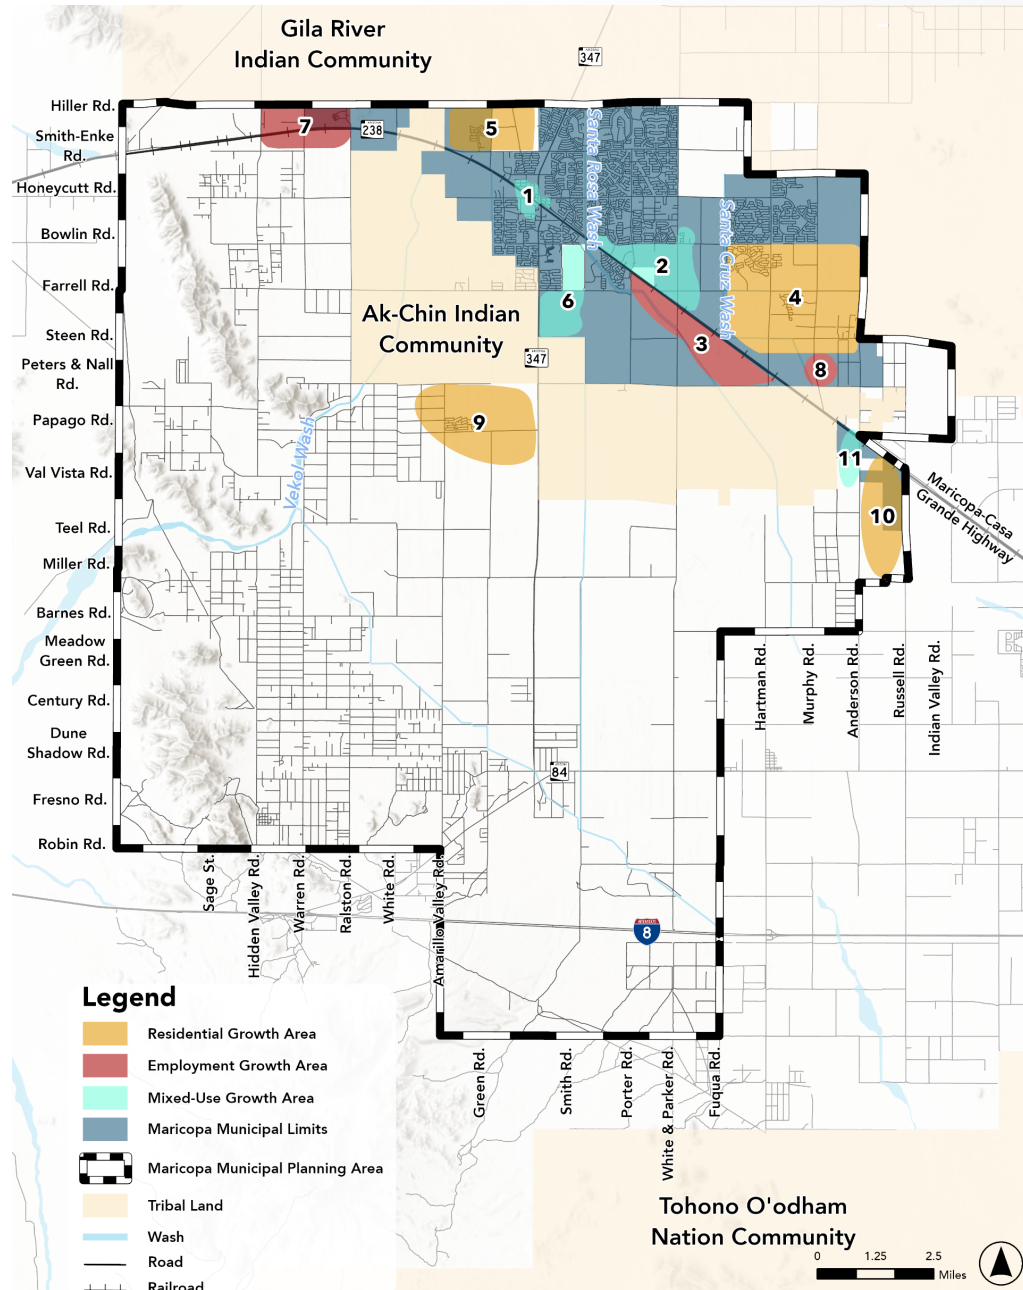 Gila River
Indian Community
347
Hiller Rd.
Smith-Enke
Rd.
Honeycutt Rd.
Bowlin Rd.
Farrell Rd.
Steen Rd.
Peters & Nall
Rd.
Papago Rd.
Val Vista Rd.
Teel Rd.
Miller Rd.
Barnes Rd.
Meadow
Green Rd.
Century Rd.
Dune
Shadow Rd.
Fresno Rd.
Robin Rd.
7
238
5
1
Santa Rosa Wash
Santa Cruz Wash
2
4
6
3
8
Ak-Chin Indian
Community
347
9
Vekol Wash
11
10
Maricopa-Casa
Grande Highway
Hartman Rd.
Murphy Rd.
Anderson Rd.
Russell Rd.
Indian Valley Rd.
84
8
Sage St.
Hidden Valley Rd.
Warren Rd.
Ralston Rd.
White Rd.
Amarillo Valley Rd.
Green Rd.
Smith Rd.
Porter Rd.
White & Parker Rd.
Fuqua Rd.
Legend
Residential Growth Area
Employment Growth Area
Mixed-Use Growth Area
Maricopa Municipal Limits
Maricopa Municipal Planning Area
Tribal Land
Wash
Road
Railroad
Tohono O'odham
Nation Community
0 1.25 2.5
Miles